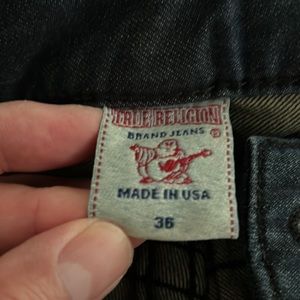 TRUE RELIGION
BRAND JEANS ®
MADE IN USA
36